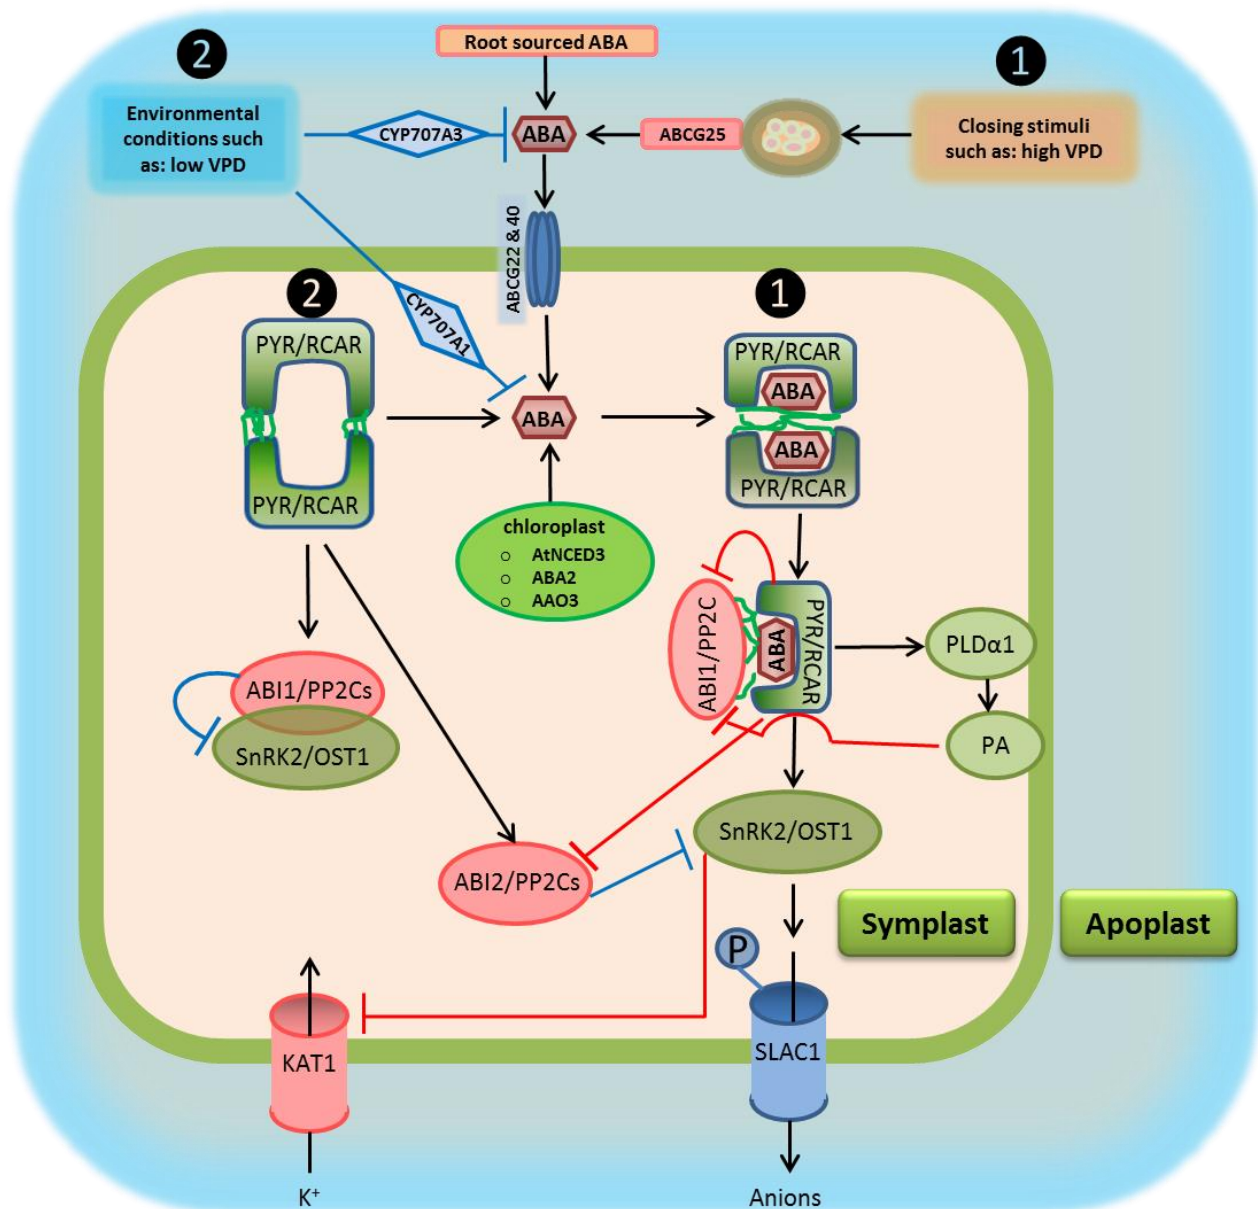 Root sourced ABA
2
1
Environmental
conditions such
as: low VPD
CYP707A3
ABA
ABCG25
Closing stimuli
such as: high VPD
ABCG22 & 40
2
1
CYP707A1
PYR/RCAR
PYR/RCAR
ABA
PYR/RCAR
ABA
ABA
PYR/RCAR
chloroplast
o AtNCED3
o ABA2
o AAO3
ABI1/PP2C
ABA
PYR/RCAR
PLDα1
PA
ABI1/PP2Cs
SnRK2/OST1
SnRK2/OST1
ABI2/PP2Cs
Symplast
Apoplast
P
KAT1
SLAC1
K⁺
Anions